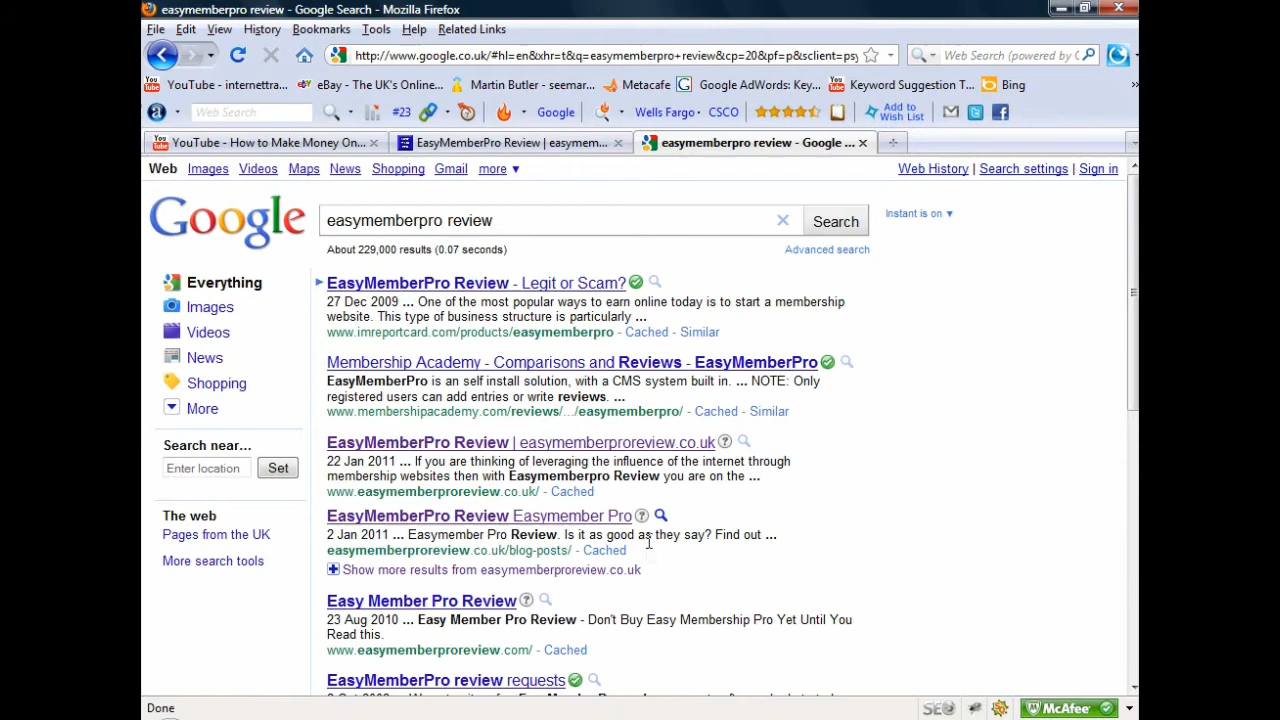 easymemberpro review - Google Search - Mozilla Firefox
File Edit View History Bookmarks Tools Help Related Links
http://www.google.co.uk/#hl=en&xhr=t&q=easymemberpro+review&cp=20&pf=p&sclient=psy Web Search (powered by G
YouTube - internettra... eBay - The UK's Online... Martin Butler - seemar... Metacafe Google AdWords: Key... Keyword Suggestion T... Bing
Web Search #23 Google Wells Fargo CSCO Add to Wish List
YouTube - How to Make Money On... EasyMemberPro Review | easymem... easymemberpro review - Google ...
Web Images Videos Maps News Shopping Gmail more ▼ Web History | Search settings | Sign in
Google easymemberpro review Search Instant is on ▼
About 229,000 results (0.07 seconds) Advanced search
Everything
Images
Videos
News
Shopping
More
Search near...
Enter location Set
The web
Pages from the UK
More search tools
EasyMemberPro Review - Legit or Scam?
27 Dec 2009 ... One of the most popular ways to earn online today is to start a membership
website. This type of business structure is particularly ...
www.imreportcard.com/products/easymemberpro - Cached - Similar
Membership Academy - Comparisons and Reviews - EasyMemberPro
EasyMemberPro is an self install solution, with a CMS system built in. ... NOTE: Only
registered users can add entries or write reviews. ...
www.membershipacademy.com/reviews/.../easymemberpro/ - Cached - Similar
EasyMemberPro Review | easymemberproreview.co.uk
22 Jan 2011 ... If you are thinking of leveraging the influence of the internet through
membership websites then with Easymemberpro Review you are on the ...
www.easymemberproreview.co.uk/ - Cached
EasyMemberPro Review Easymember Pro
2 Jan 2011 ... Easymember Pro Review. Is it as good as they say? Find out ...
easymemberproreview.co.uk/blog-posts/ - Cached
Show more results from easymemberproreview.co.uk
Easy Member Pro Review
23 Aug 2010 ... Easy Member Pro Review - Don't Buy Easy Membership Pro Yet Until You
Read this.
www.easymemberproreview.com/ - Cached
EasyMemberPro review requests
Done SEO McAfee